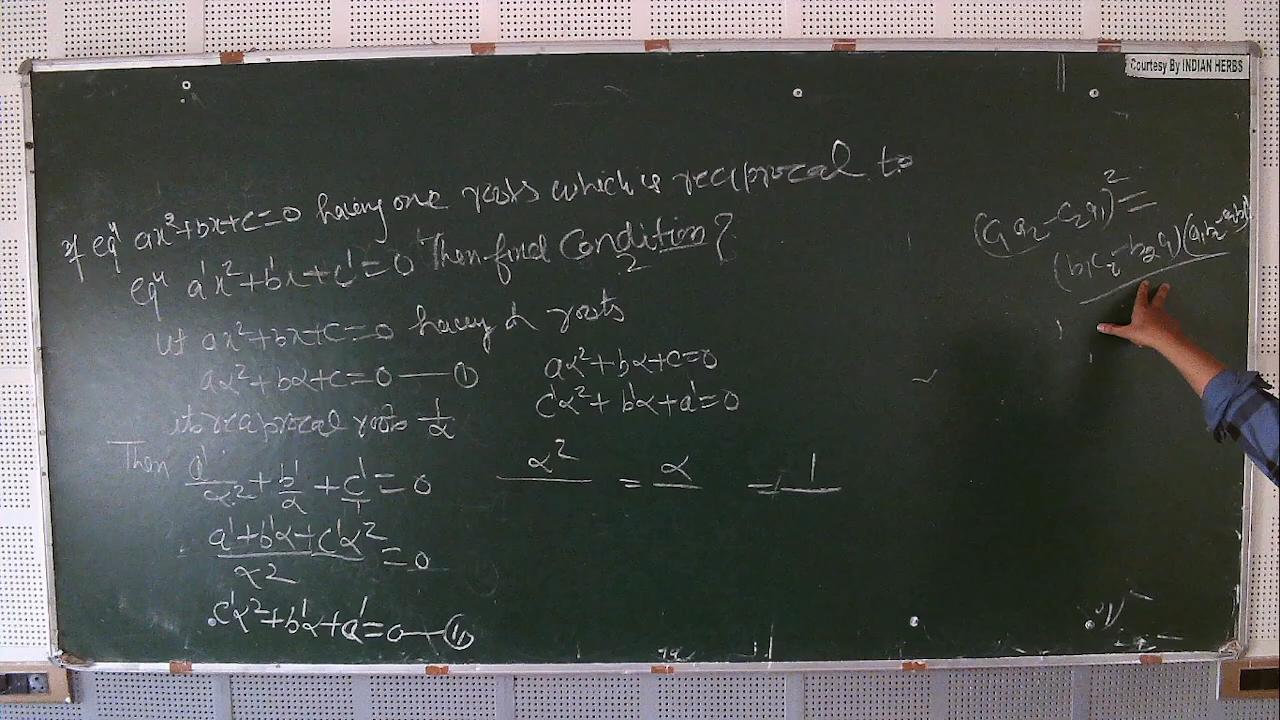 Courtesy By INDIAN HERBS
If eqⁿ ax²+bx+c=0 having one roots which is reciprocal to
eqⁿ a'x²+b'x+c'=0 Then find Condition?
let ax²+bx+c=0 having α roots
aα²+bα+c=0 — ①
its reciprocal roots 1/α
Then a'/α²+b'/α+c'/1=0
(a'+b'α+c'α²)/α²=0
c'α²+b'α+a'=0 — ⑪
aα²+bα+c=0
c'α²+b'α+a'=0
α²/ = α/ = 1/
(c₁a₂-c₂a₁)²=
(b₁c₂-b₂c₁)(a₁b₂-a₂b₁)